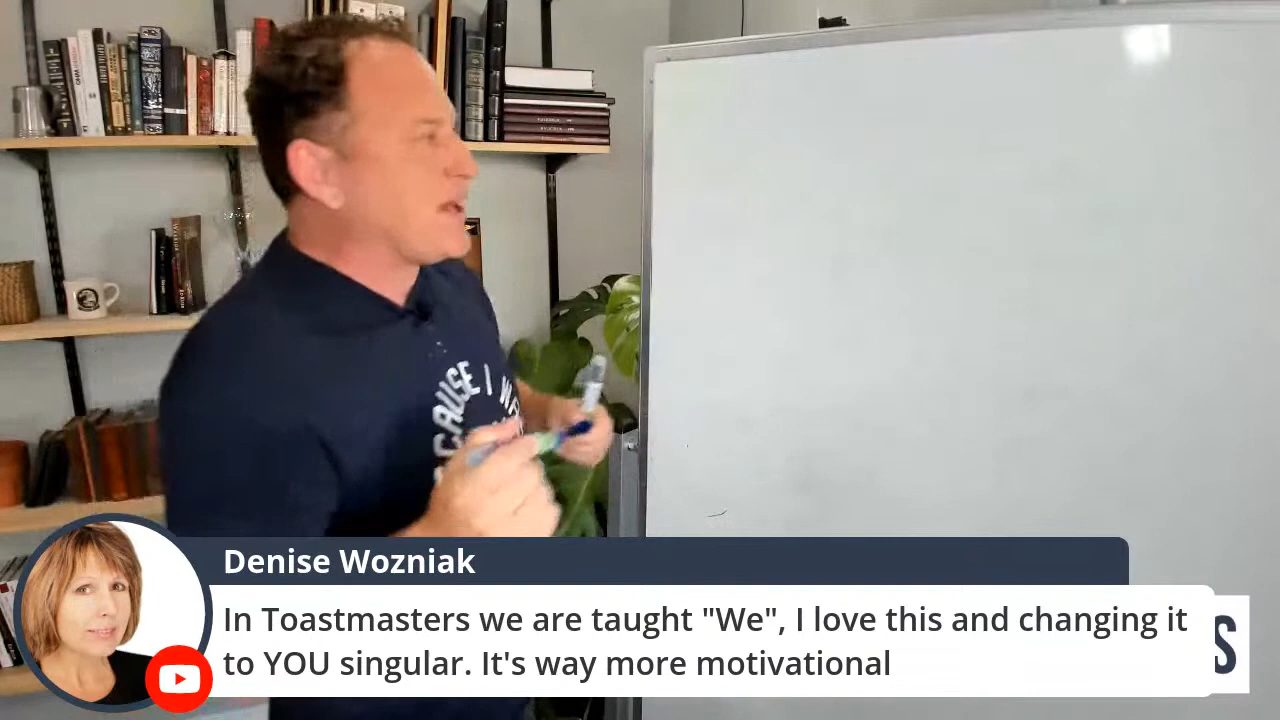 CAUSE I
Denise Wozniak
In Toastmasters we are taught "We", I love this and changing it
to YOU singular. It's way more motivational
S